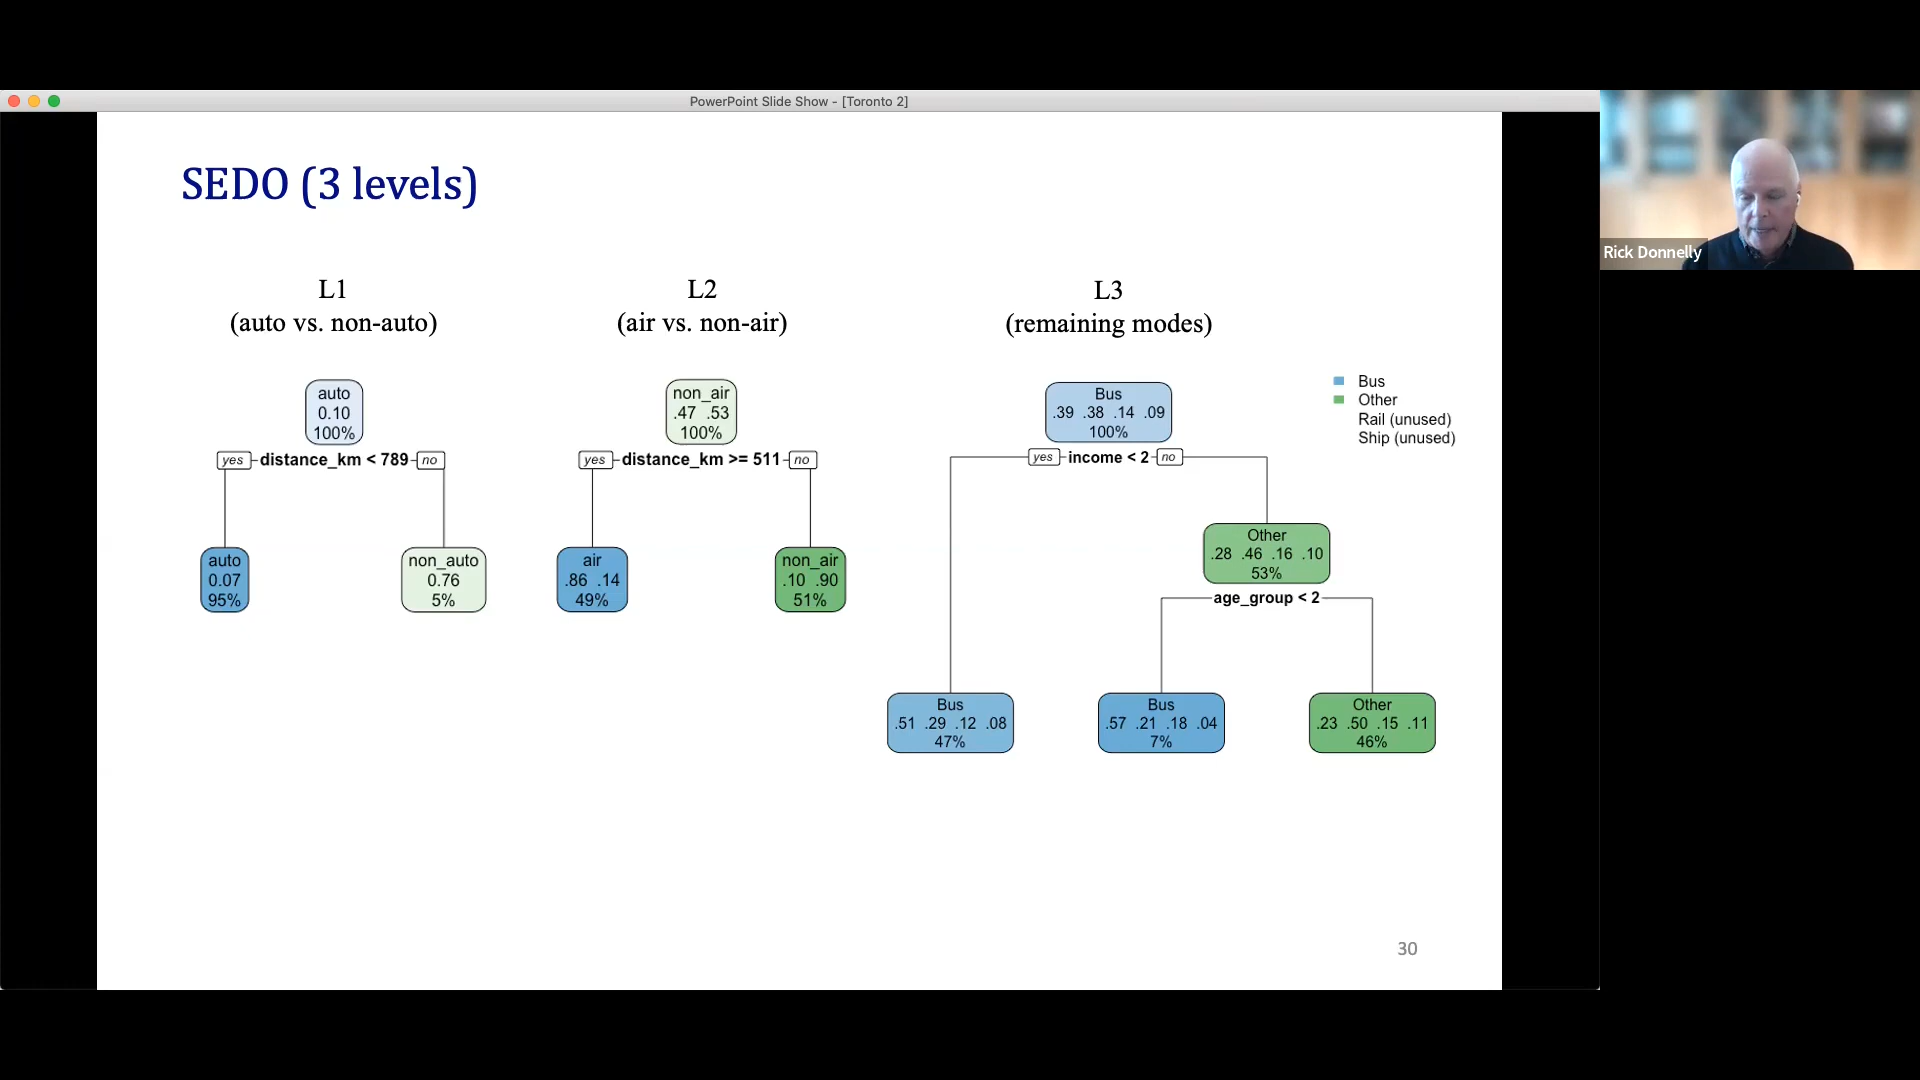 PowerPoint Slide Show - [Toronto 2]
SEDO (3 levels)
L1
(auto vs. non-auto)
auto
0.10
100%
yes distance_km < 789 no
auto
0.07
95%
non_auto
0.76
5%
L2
(air vs. non-air)
non_air
.47 .53
100%
yes distance_km >= 511 no
air
.86 .14
49%
non_air
.10 .90
51%
L3
(remaining modes)
Bus
.39 .38 .14 .09
100%
yes income < 2 no
Other
.28 .46 .16 .10
53%
age_group < 2
Bus
.51 .29 .12 .08
47%
Bus
.57 .21 .18 .04
7%
Other
.23 .50 .15 .11
46%
Bus
Other
Rail (unused)
Ship (unused)
30
Rick Donnelly